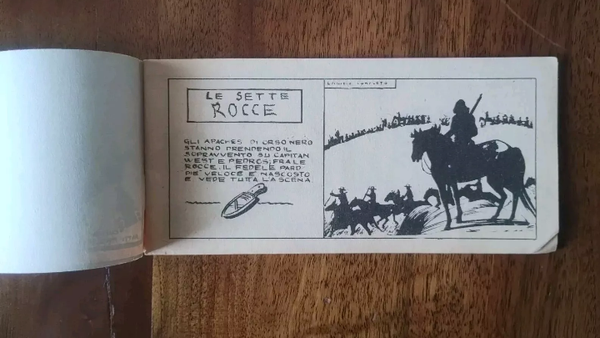 LE SETTE
ROCCE
GLI APACHES DI ORSO NERO
STANNO PRENDENDO IL
SOPRAVVENTO SU CAPITAN
WEST E PEDROS, FRA LE
ROCCE, IL FEDELE PARD
PIE' VELOCE E' NASCOSTO
E VEDE TUTTA LA SCENA.